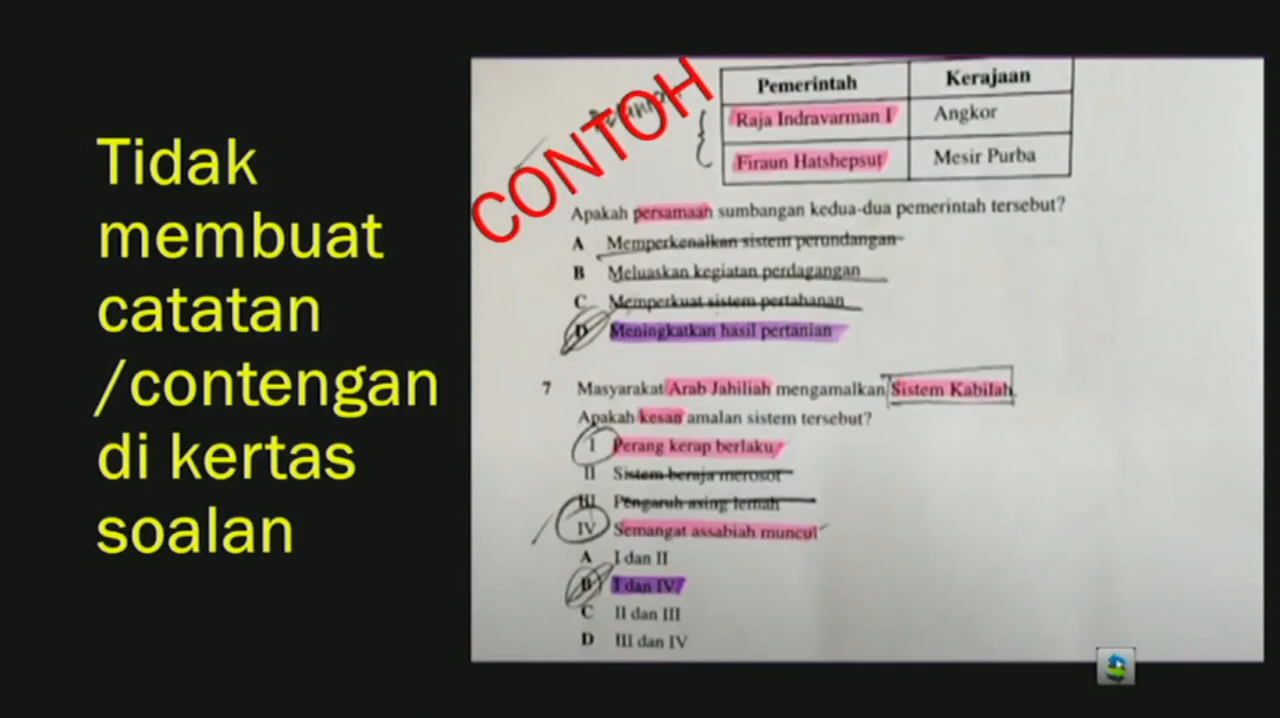 Tidak
membuat
catatan
/contengan
di kertas
soalan
CONTOH
Pemerintah Kerajaan
Raja Indravarman I Angkor
Firaun Hatshepsut Mesir Purba
Apakah persamaan sumbangan kedua-dua pemerintah tersebut?
A Memperkenalkan sistem perundangan
B Meluaskan kegiatan perdagangan
C Memperkuat sistem pertahanan
D Meningkatkan hasil pertanian
7 Masyarakat Arab Jahiliah mengamalkan Sistem Kabilah.
Apakah kesan amalan sistem tersebut?
I Perang kerap berlaku
II Sistem beraja merosot
III Pengaruh asing lemah
IV Semangat assabiah muncul
A I dan II
B I dan IV
C II dan III
D III dan IV